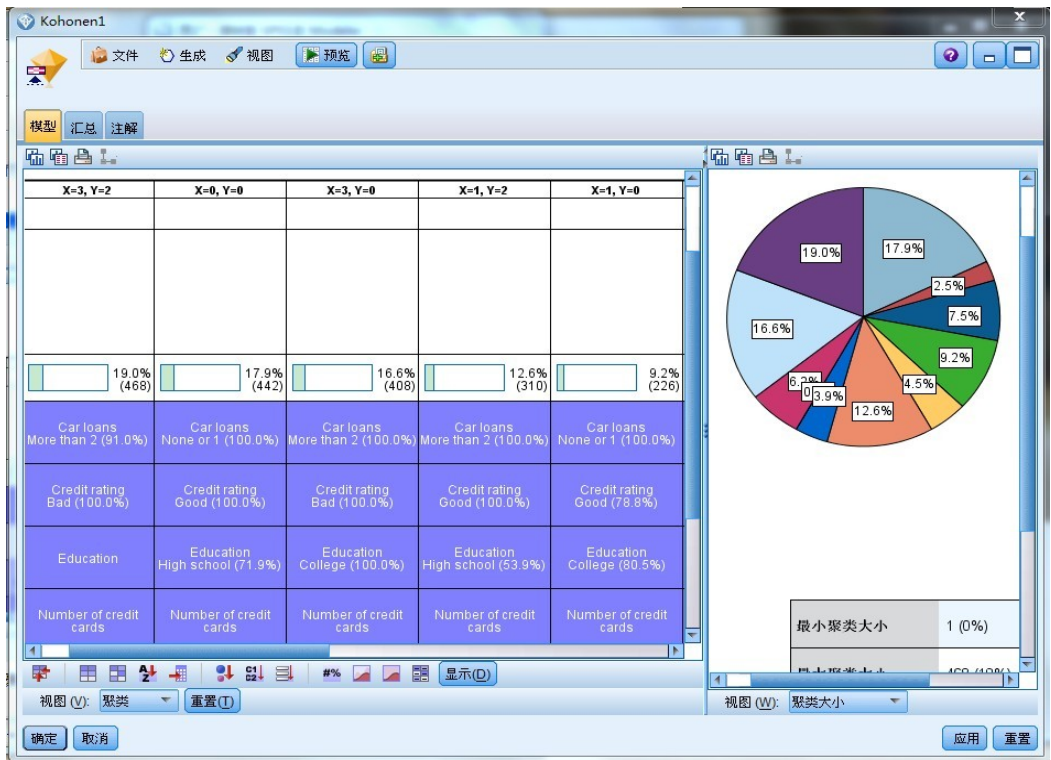 Kohonen1
文件 生成 视图 预览
模型 汇总 注解
X=3, Y=2 X=0, Y=0 X=3, Y=0 X=1, Y=2 X=1, Y=0
19.0% 17.9% 16.6% 12.6% 9.2%
(468) (442) (408) (310) (226)
Car loans Car loans Car loans Car loans Car loans
More than 2 (91.0%) None or 1 (100.0%) More than 2 (100.0%) More than 2 (100.0%) None or 1 (100.0%)
Credit rating Credit rating Credit rating Credit rating Credit rating
Bad (100.0%) Good (100.0%) Bad (100.0%) Good (100.0%) Good (78.8%)
Education Education Education Education Education
High school (71.9%) College (100.0%) High school (53.9%) College (80.5%)
Number of credit Number of credit Number of credit Number of credit Number of credit
cards cards cards cards cards
显示(D)
视图 (V): 聚类 重置(T)
19.0% 17.9%
2.5%
7.5%
16.6%
9.2%
4.5%
3.9%
12.6%
最小聚类大小 1 (0%)
视图 (W): 聚类大小
确定 取消 应用 重置